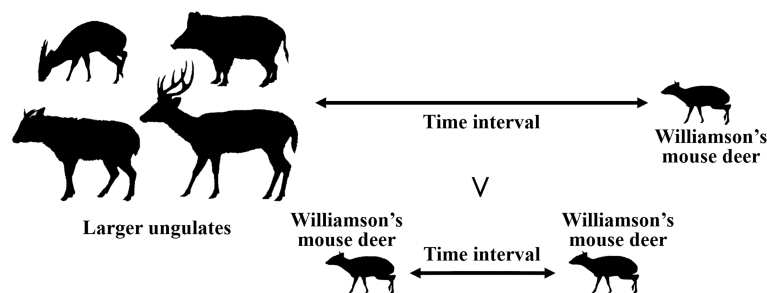 Time interval
Williamson's
mouse deer
>
Larger ungulates
Williamson's
mouse deer
Time interval
Williamson's
mouse deer